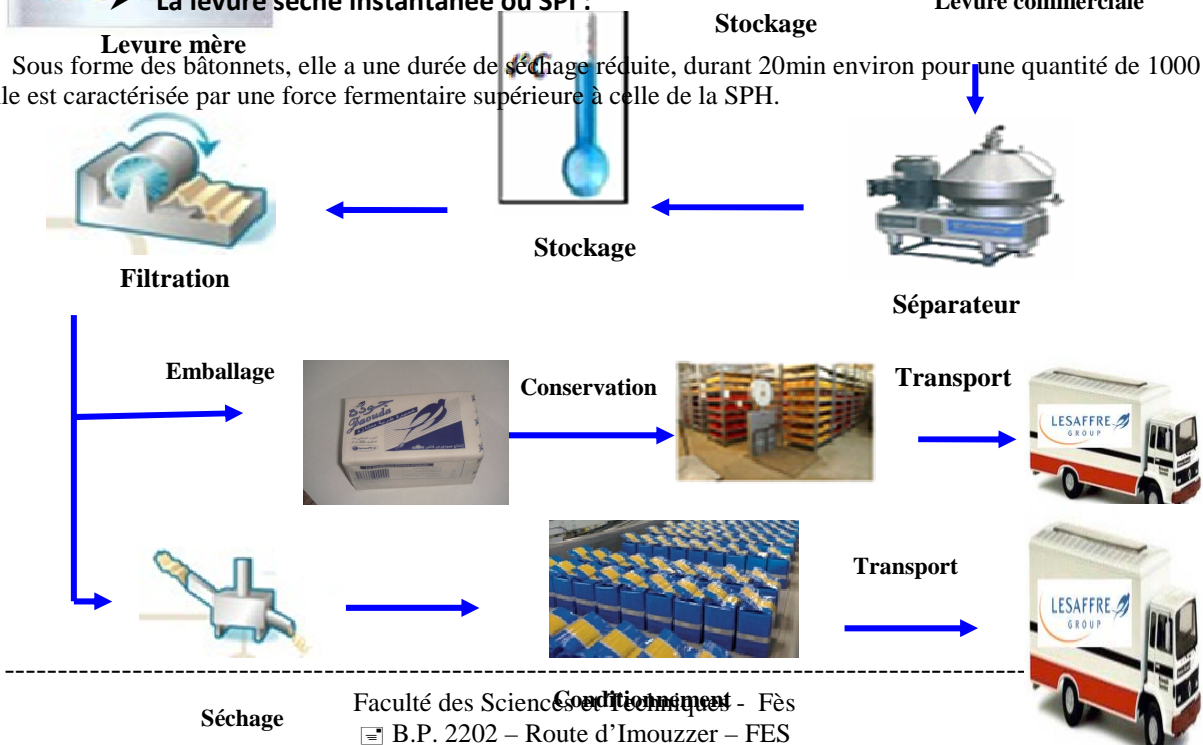 La levure sèche instantanée ou SPI :
Levure commerciale
Stockage
Levure mère
Sous forme des bâtonnets, elle a une durée de séchage réduite, durant 20min environ pour une quantité de 1000
lle est caractérisée par une force fermentaire supérieure à celle de la SPH.
4°C
Stockage
Filtration
Séparateur
Emballage
Conservation
Transport
Jaouda
LESAFFRE
GROUP
Transport
LESAFFRE
GROUP
Séchage
Conditionnement
Faculté des Sciences et Techniques - Fès
B.P. 2202 – Route d'Imouzzer – FES